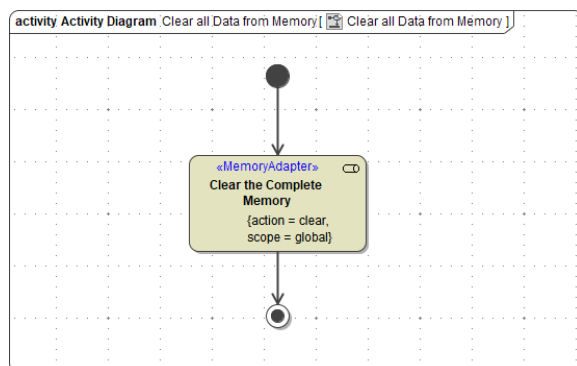 activity Activity Diagram Clear all Data from Memory [ Clear all Data from Memory ]
«MemoryAdapter»
Clear the Complete
Memory
{action = clear,
scope = global}